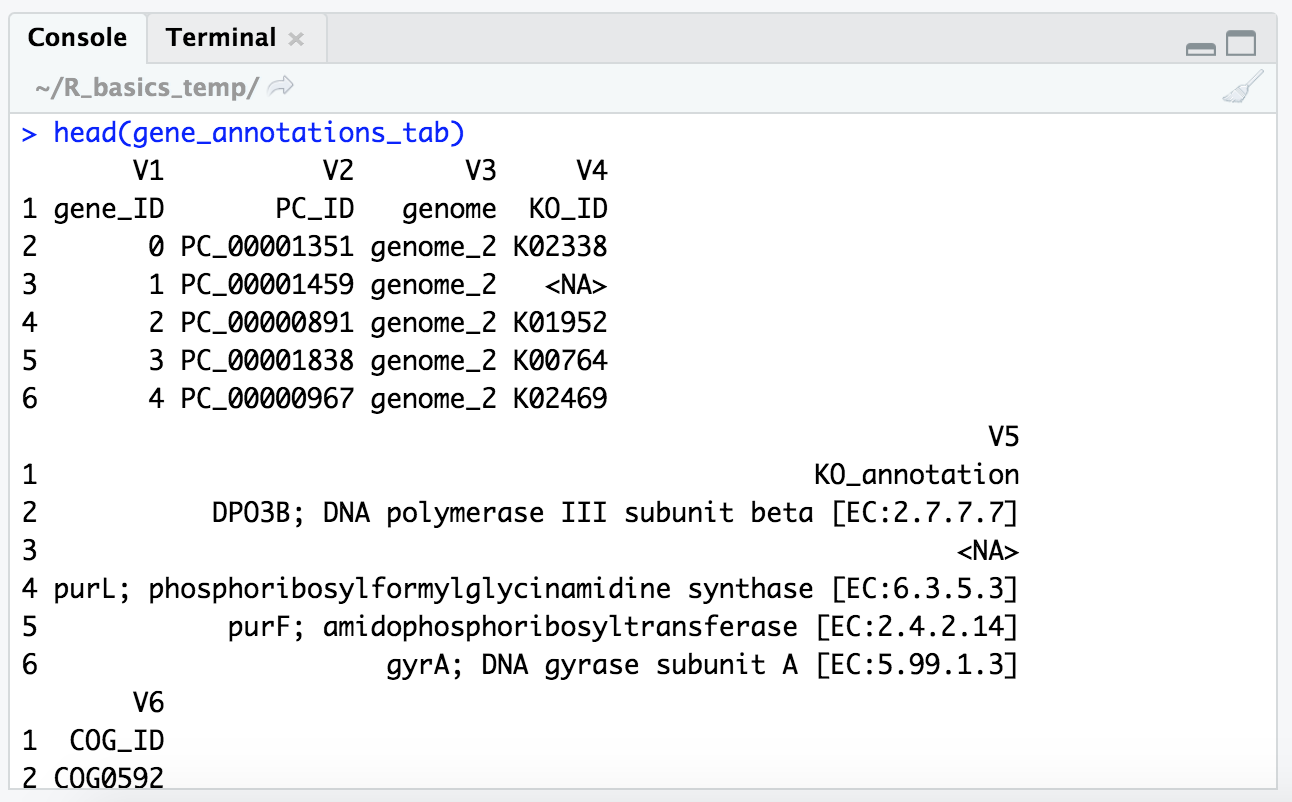 Console Terminal ×
~/R_basics_temp/
> head(gene_annotations_tab)
V1 V2 V3 V4
1 gene_ID PC_ID genome KO_ID
2 0 PC_00001351 genome_2 K02338
3 1 PC_00001459 genome_2 <NA>
4 2 PC_00000891 genome_2 K01952
5 3 PC_00001838 genome_2 K00764
6 4 PC_00000967 genome_2 K02469
V5
1 KO_annotation
2 DPO3B; DNA polymerase III subunit beta [EC:2.7.7.7]
3 <NA>
4 purL; phosphoribosylformylglycinamidine synthase [EC:6.3.5.3]
5 purF; amidophosphoribosyltransferase [EC:2.4.2.14]
6 gyrA; DNA gyrase subunit A [EC:5.99.1.3]
V6
1 COG_ID
2 COG0592